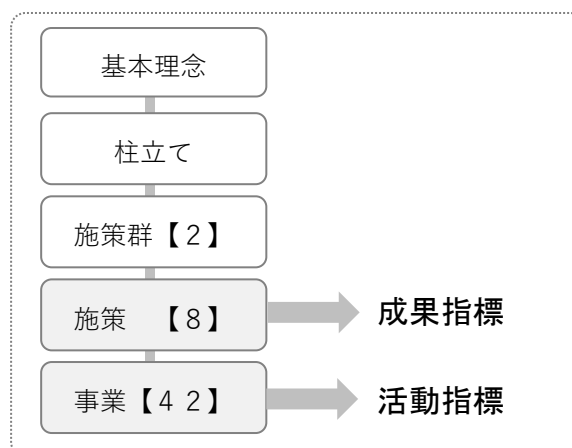 基本理念
柱立て
施策群【２】
施策　【８】
成果指標
事業【４２】
活動指標